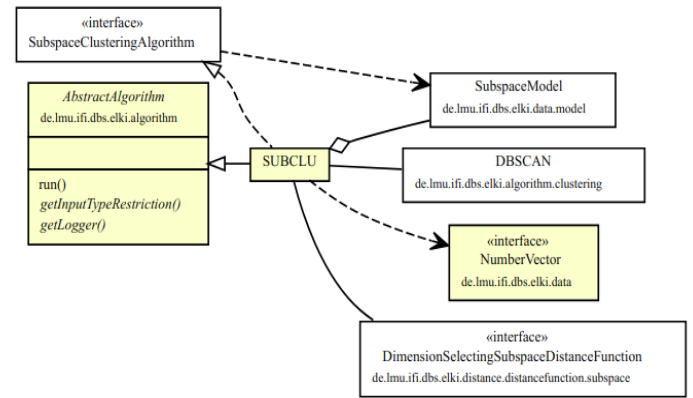 «interface»
SubspaceClusteringAlgorithm
AbstractAlgorithm
de.lmu.ifi.dbs.elki.algorithm
run()
getInputTypeRestriction()
getLogger()
SUBCLU
SubspaceModel
de.lmu.ifi.dbs.elki.data.model
DBSCAN
de.lmu.ifi.dbs.elki.algorithm.clustering
«interface»
NumberVector
de.lmu.ifi.dbs.elki.data
«interface»
DimensionSelectingSubspaceDistanceFunction
de.lmu.ifi.dbs.elki.distance.distancefunction.subspace